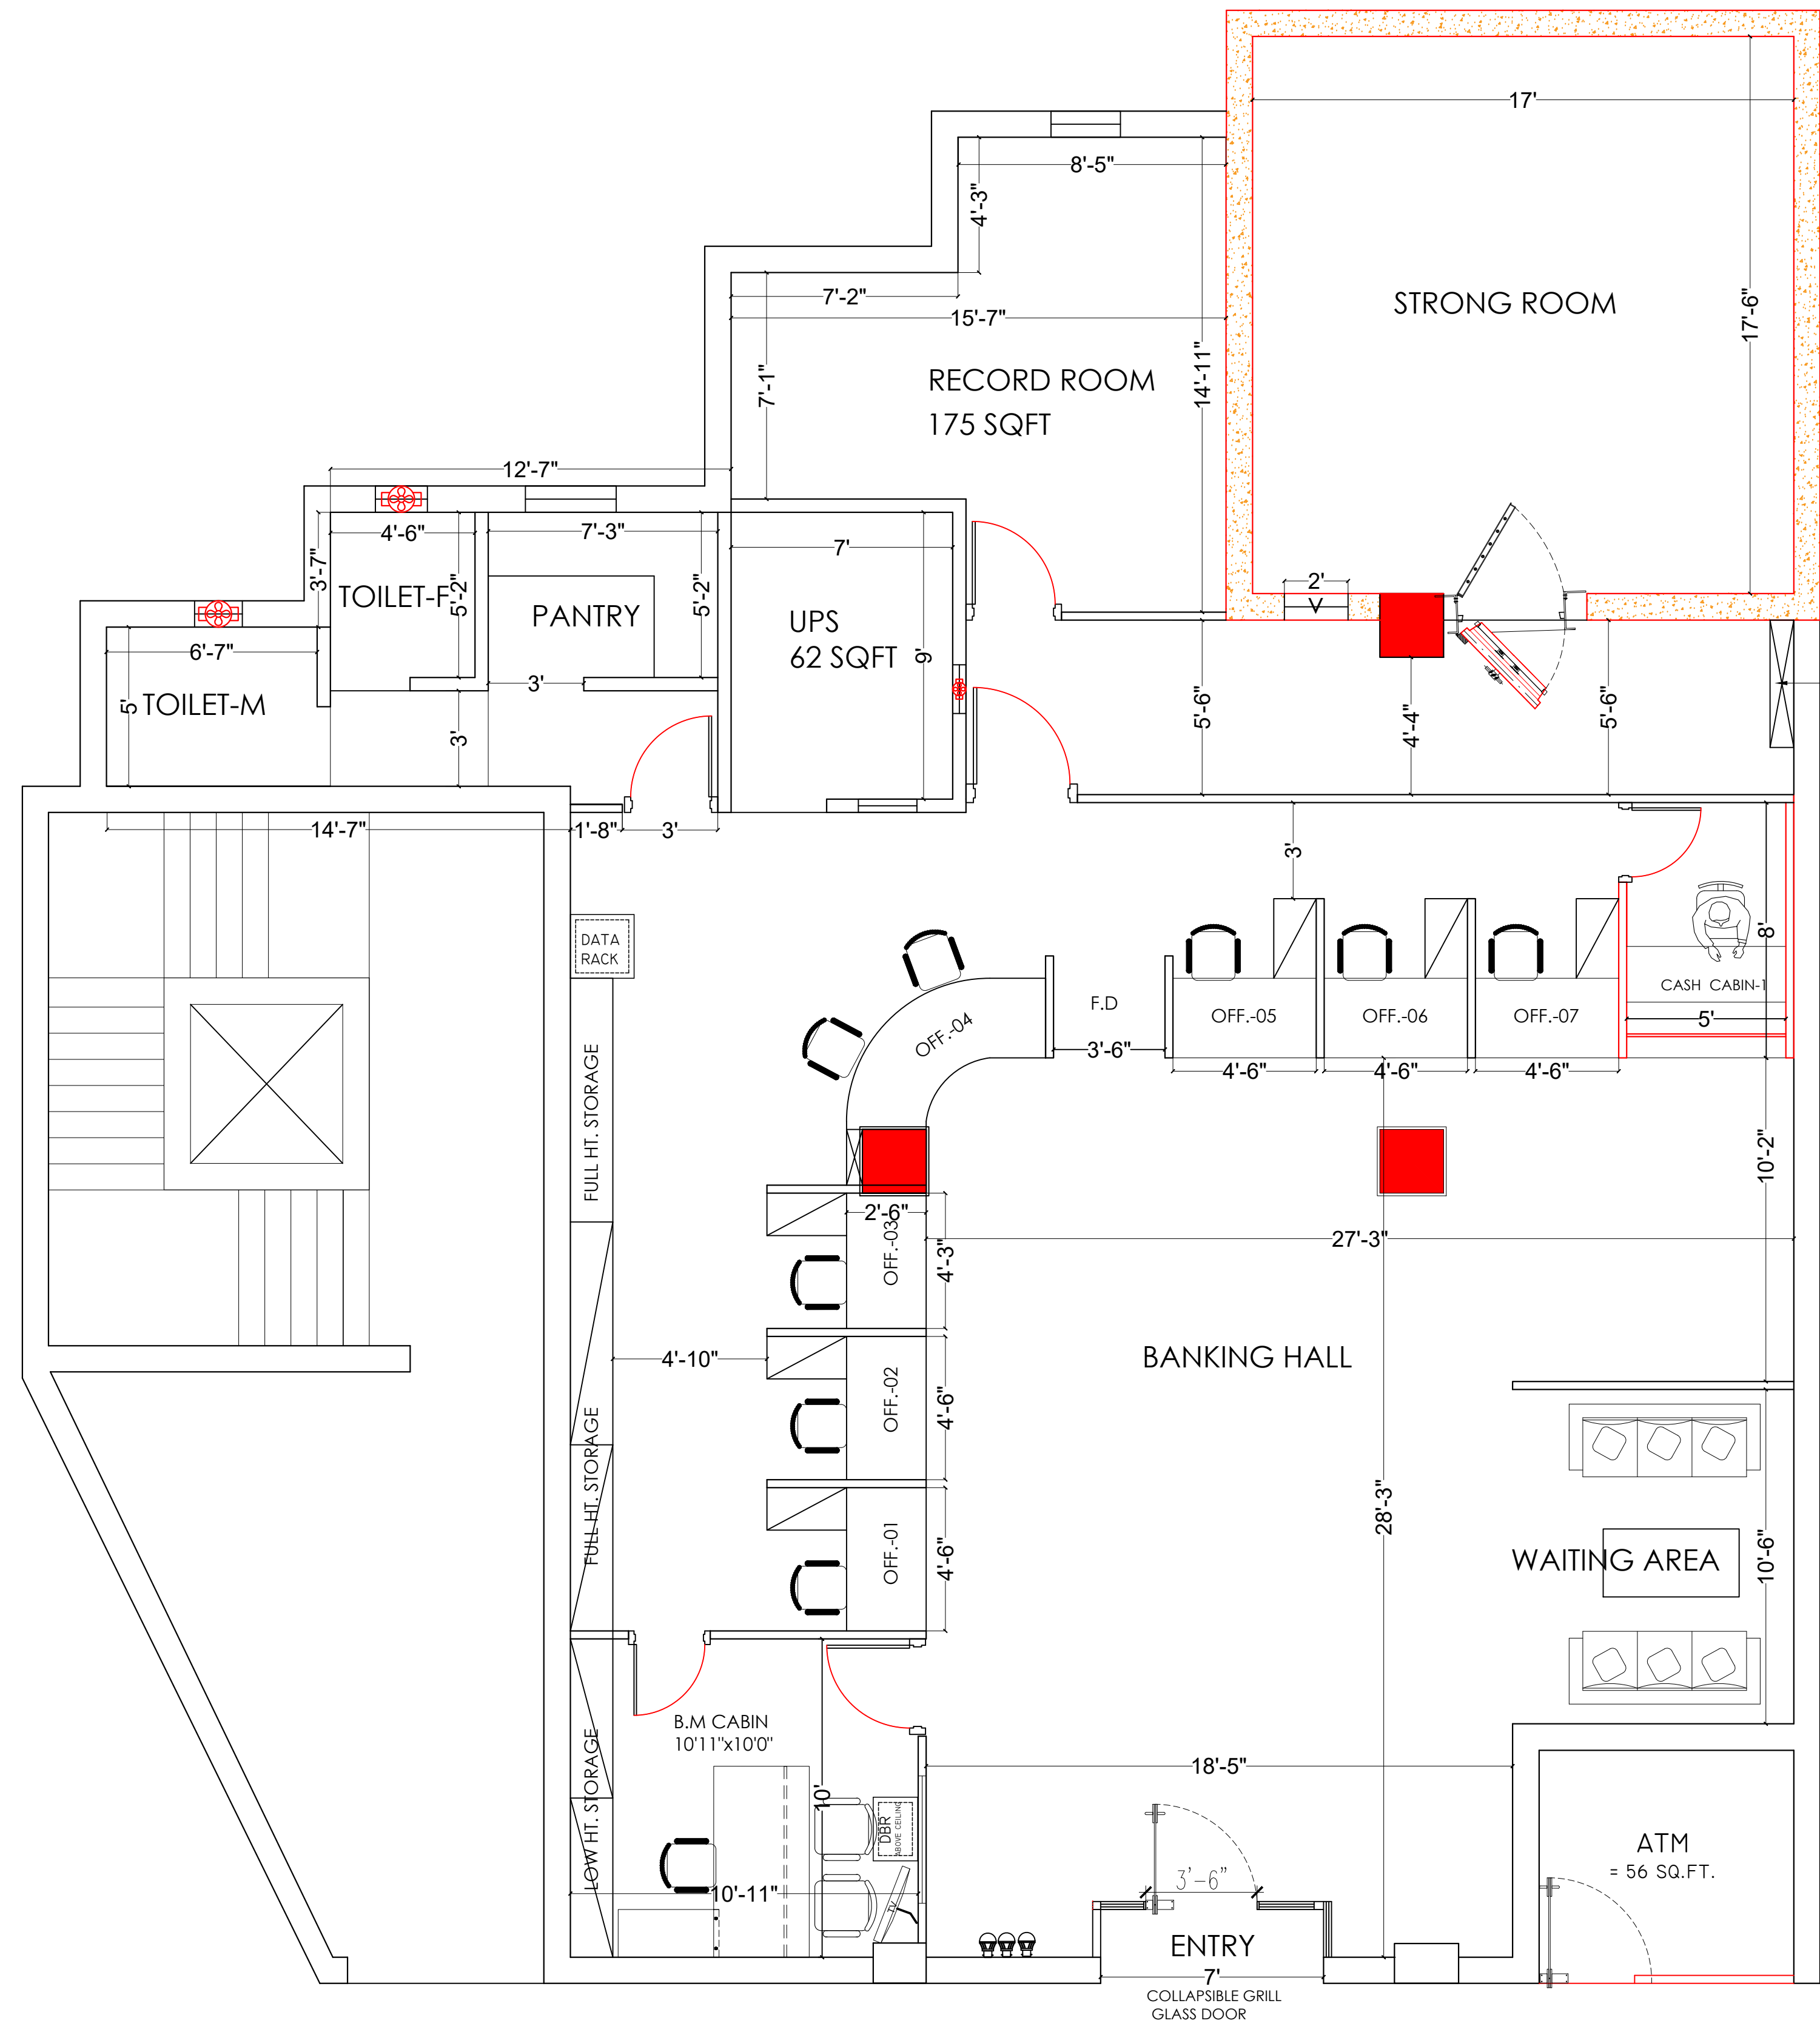 17'
8'-5"
4'-3"
7'-2"
15'-7"
STRONG ROOM
17'-6"
RECORD ROOM
175 SQFT
14'-11"
7'-1"
12'-7"
4'-6"
7'-3"
7'
3'-7"
TOILET-F
5'-2"
PANTRY
5'-2"
UPS
62 SQFT
9'
2'
V
6'-7"
5'
TOILET-M
3'
3'
5'-6"
4'-4"
5'-6"
14'-7"
1'-8"
3'
3'
DATA
RACK
8'
CASH CABIN-1
5'
F.D
OFF.-04
OFF.-05
OFF.-06
OFF.-07
3'-6"
4'-6"
4'-6"
4'-6"
FULL HT. STORAGE
10'-2"
2'-6"
27'-3"
OFF.-03
4'-3"
4'-10"
BANKING HALL
OFF.-02
4'-6"
FULL HT. STORAGE
28'-3"
OFF.-01
4'-6"
WAITING AREA
10'-6"
B.M CABIN
10'11"x10'0"
LOW HT. STORAGE
18'-5"
10'
DBR
ABOVE CEILING
ATM
= 56 SQ.FT.
3'-6"
10'-11"
TV
ENTRY
7'
COLLAPSIBLE GRILL
GLASS DOOR